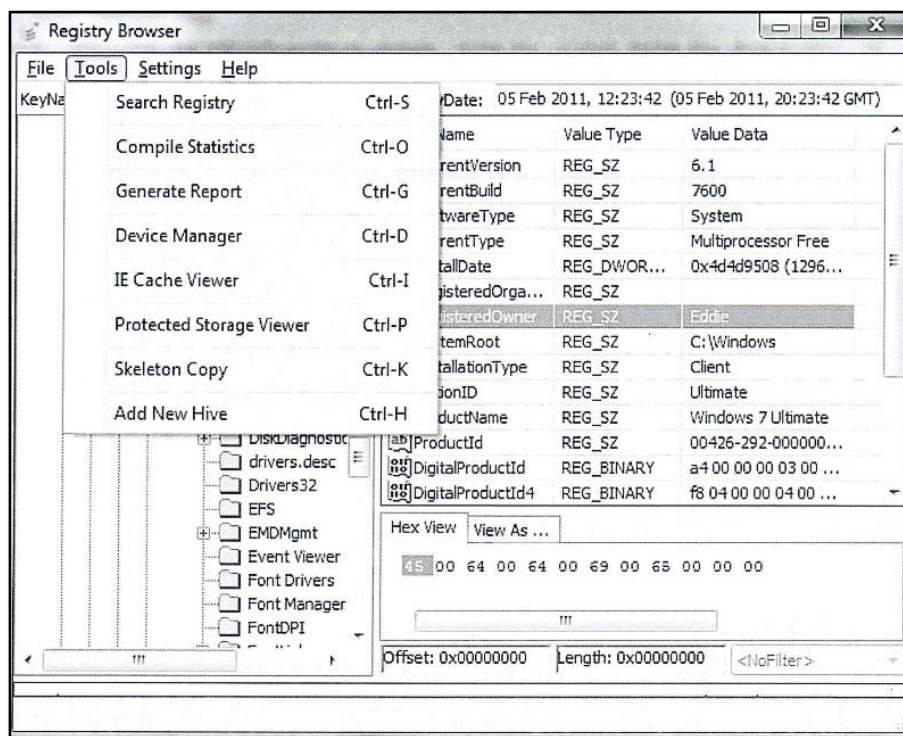 Registry Browser
File Tools Settings Help
KeyNa yDate: 05 Feb 2011, 12:23:42 (05 Feb 2011, 20:23:42 GMT)
Search Registry Ctrl-S
Compile Statistics Ctrl-O
Generate Report Ctrl-G
Device Manager Ctrl-D
IE Cache Viewer Ctrl-I
Protected Storage Viewer Ctrl-P
Skeleton Copy Ctrl-K
Add New Hive Ctrl-H
Name Value Type Value Data
rentVersion REG_SZ 6.1
rentBuild REG_SZ 7600
twareType REG_SZ System
rentType REG_SZ Multiprocessor Free
tallDate REG_DWOR... 0x4d4d9508 (1296...
gisteredOrga... REG_SZ
isteredOwner REG_SZ Eddie
temRoot REG_SZ C:\Windows
tallationType REG_SZ Client
ionID REG_SZ Ultimate
ductName REG_SZ Windows 7 Ultimate
ProductId REG_SZ 00426-292-000000...
DigitalProductId REG_BINARY a4 00 00 00 03 00 ...
DigitalProductId4 REG_BINARY f8 04 00 00 04 00 ...
DiskDiagnostic
drivers.desc
Drivers32
EFS
EMDMgmt
Event Viewer
Font Drivers
Font Manager
FontDPI
Hex View View As ...
45 00 64 00 64 00 69 00 65 00 00 00
Offset: 0x00000000 Length: 0x00000000 <NoFilter>